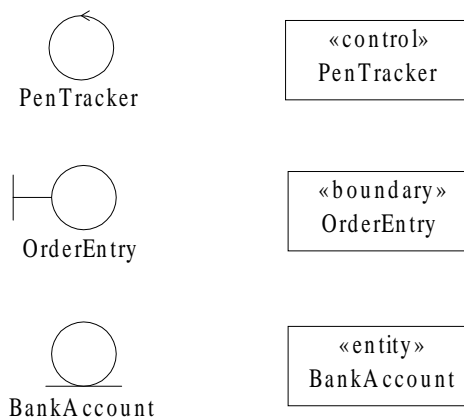 «control»
PenTracker
PenTracker
«boundary»
OrderEntry
OrderEntry
«entity»
BankAccount
BankAccount